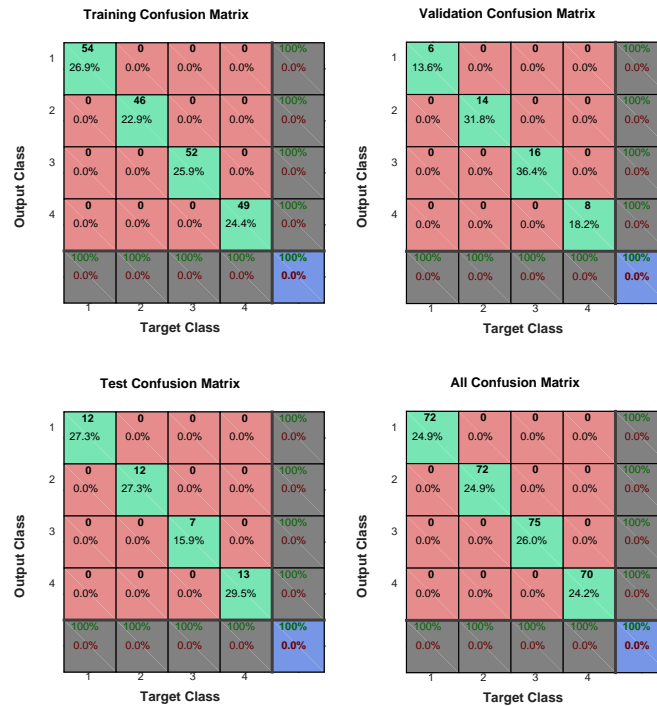 Training Confusion Matrix
Output Class
1
54 0 0 0 100%
26.9% 0.0% 0.0% 0.0% 0.0%
2
0 46 0 0 100%
0.0% 22.9% 0.0% 0.0% 0.0%
3
0 0 52 0 100%
0.0% 0.0% 25.9% 0.0% 0.0%
4
0 0 0 49 100%
0.0% 0.0% 0.0% 24.4% 0.0%
100% 100% 100% 100% 100%
0.0% 0.0% 0.0% 0.0% 0.0%
1 2 3 4
Target Class
Validation Confusion Matrix
Output Class
1
6 0 0 0 100%
13.6% 0.0% 0.0% 0.0% 0.0%
2
0 14 0 0 100%
0.0% 31.8% 0.0% 0.0% 0.0%
3
0 0 16 0 100%
0.0% 0.0% 36.4% 0.0% 0.0%
4
0 0 0 8 100%
0.0% 0.0% 0.0% 18.2% 0.0%
100% 100% 100% 100% 100%
0.0% 0.0% 0.0% 0.0% 0.0%
1 2 3 4
Target Class
Test Confusion Matrix
Output Class
1
12 0 0 0 100%
27.3% 0.0% 0.0% 0.0% 0.0%
2
0 12 0 0 100%
0.0% 27.3% 0.0% 0.0% 0.0%
3
0 0 7 0 100%
0.0% 0.0% 15.9% 0.0% 0.0%
4
0 0 0 13 100%
0.0% 0.0% 0.0% 29.5% 0.0%
100% 100% 100% 100% 100%
0.0% 0.0% 0.0% 0.0% 0.0%
1 2 3 4
Target Class
All Confusion Matrix
Output Class
1
72 0 0 0 100%
24.9% 0.0% 0.0% 0.0% 0.0%
2
0 72 0 0 100%
0.0% 24.9% 0.0% 0.0% 0.0%
3
0 0 75 0 100%
0.0% 0.0% 26.0% 0.0% 0.0%
4
0 0 0 70 100%
0.0% 0.0% 0.0% 24.2% 0.0%
100% 100% 100% 100% 100%
0.0% 0.0% 0.0% 0.0% 0.0%
1 2 3 4
Target Class